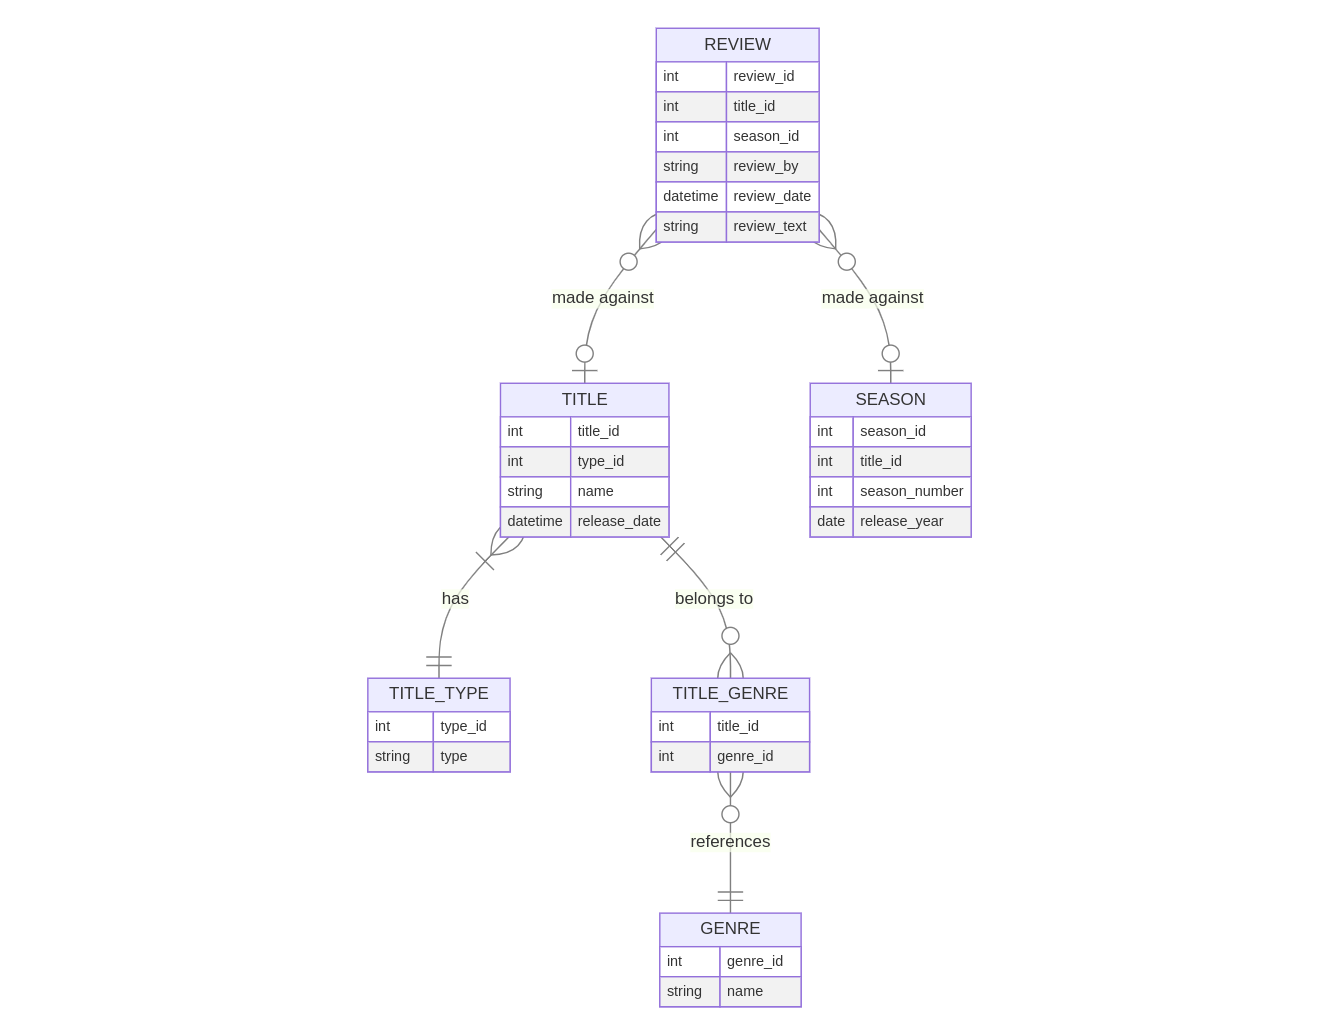 REVIEW
int review_id
int title_id
int season_id
string review_by
datetime review_date
string review_text
made against
made against
TITLE
int title_id
int type_id
string name
datetime release_date
SEASON
int season_id
int title_id
int season_number
date release_year
has
belongs to
TITLE_TYPE
int type_id
string type
TITLE_GENRE
int title_id
int genre_id
references
GENRE
int genre_id
string name